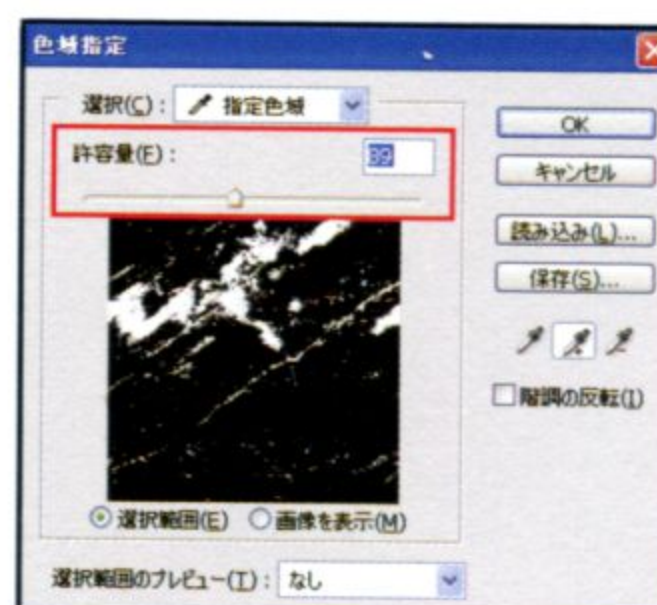 色域指定
選択(C): 指定色域
許容量(F): 89
OK
キャンセル
読み込み(L)...
保存(S)...
階調の反転(I)
選択範囲(E) 画像を表示(M)
選択範囲のプレビュー(T): なし